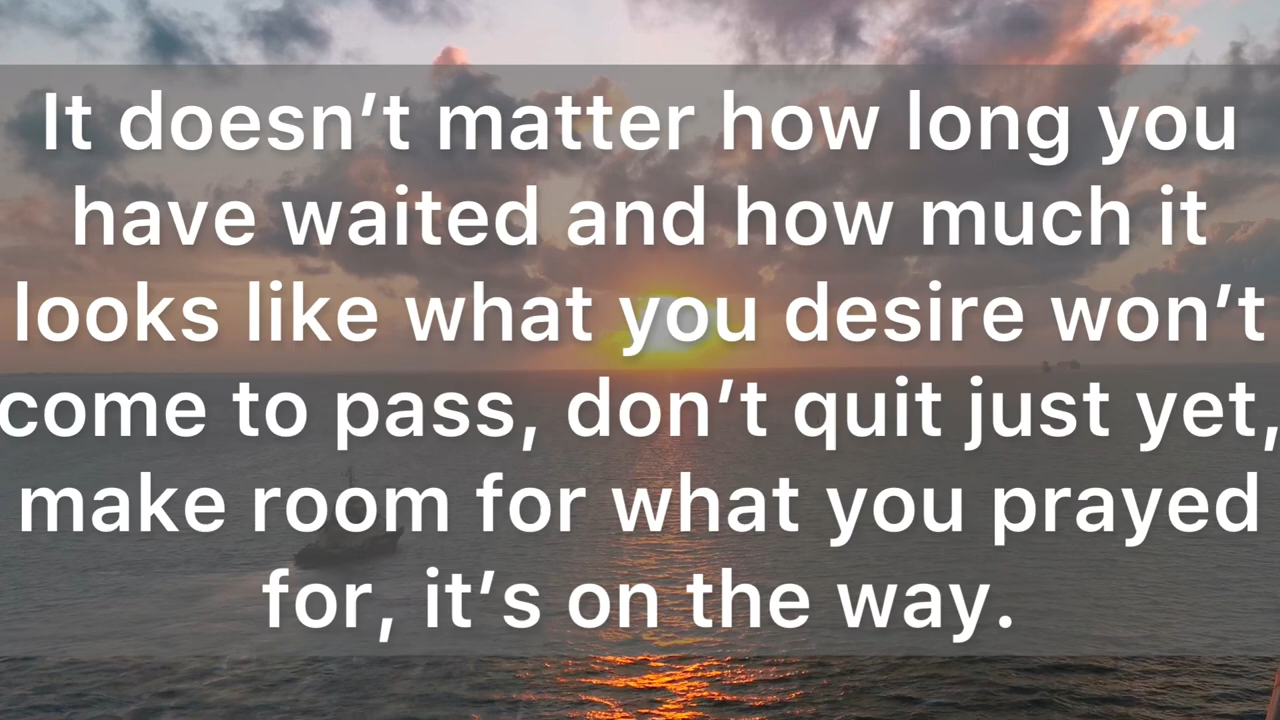 It doesn’t matter how long you
have waited and how much it
looks like what you desire won’t
come to pass, don’t quit just yet,
make room for what you prayed
for, it’s on the way.